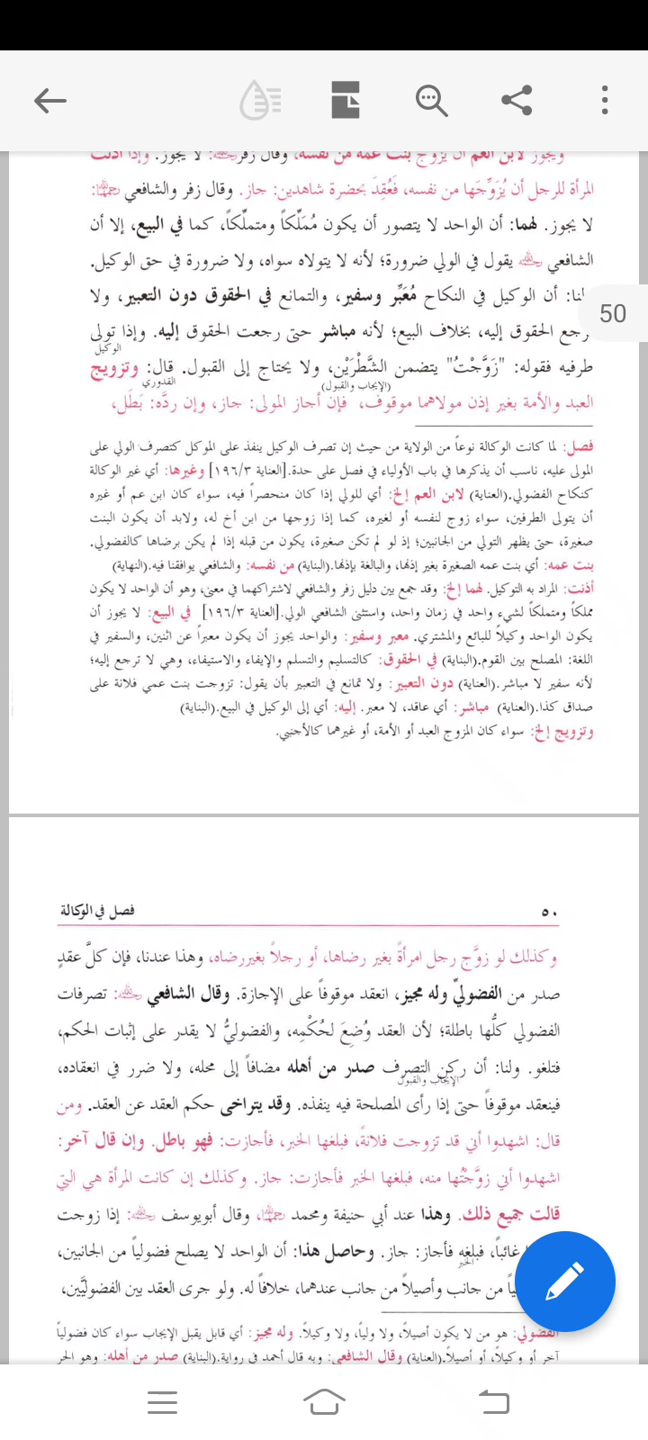 ويجوز لابن العم أن يزوج بنت عمه من نفسه، وقال زفر رحمه الله: لا يجوز. وإذا أذنت
المرأة للرجل أن يُزَوِّجَها من نفسه، فَعُقِدَ بحضرة شاهدين: جاز. وقال زفر والشافعي رحمهما الله:
لا يجوز. لهما: أن الواحد لا يتصور أن يكون مُمَلِّكاً ومتملِّكاً، كما في البيع، إلا أن
الشافعي رحمه الله يقول في الولي ضرورة؛ لأنه لا يتولاه سواه، ولا ضرورة في حق الوكيل.
ولنا: أن الوكيل في النكاح مُعَبِّر وسفير، والتمانع في الحقوق دون التعبير، ولا
50
ترجع الحقوق إليه، بخلاف البيع؛ لأنه مباشر حتى رجعت الحقوق إليه. وإذا تولى
الوكيل
طرفيه فقوله: "زَوَّجْتُ" يتضمن الشَّطْرَيْن، ولا يحتاج إلى القبول. قال: وتزويج
(الإيجاب والقبول) القدوري
العبد والأمة بغير إذن مولاهما موقوف، فإن أجاز المولى: جاز، وإن ردَّه: بَطَل،
فصل: لما كانت الوكالة نوعاً من الولاية من حيث إن تصرف الوكيل ينفذ على الموكل كتصرف الولي على
المولى عليه، ناسب أن يذكرها في باب الأولياء في فصل على حدة.[العناية ١٩٦/٣] وغيرها: أي غير الوكالة
كنكاح الفضولي.(العناية) لابن العم إلخ: أي للولي إذا كان منحصراً فيه، سواء كان ابن عم أو غيره
أن يتولى الطرفين، سواء زوج لنفسه أو لغيره، كما إذا زوجها من ابن أخ له، ولابد أن يكون البنت
صغيرة، حتى يظهر التولي من الجانبين؛ إذ لو لم تكن صغيرة، يكون من قبله إذا لم يكن برضاها كالفضولي.
بنت عمه: أي بنت عمه الصغيرة بغير إذنها، والبالغة بإذنها.(البناية) من نفسه: والشافعي يوافقنا فيه.(النهاية)
أذنت: المراد به التوكيل. لهما إلخ: وقد جمع بين دليل زفر والشافعي لاشتراكهما في معنى، وهو أن الواحد لا يكون
مملكاً ومتملكاً لشيء واحد في زمان واحد، واستثنى الشافعي الولي.[العناية ١٩٦/٣] في البيع: لا يجوز أن
يكون الواحد وكيلاً للبائع والمشتري. معبر وسفير: والواحد يجوز أن يكون معبراً عن اثنين، والسفير في
اللغة: المصلح بين القوم.(البناية) في الحقوق: كالتسليم والتسلم والإيفاء والاستيفاء، وهي لا ترجع إليه؛
لأنه سفير لا مباشر.(العناية) دون التعبير: ولا تمانع في التعبير بأن يقول: تزوجت بنت عمي فلانة على
صداق كذا.(العناية) مباشر: أي عاقد، لا معبر. إليه: أي إلى الوكيل في البيع.(البناية)
وتزويج إلخ: سواء كان المزوج العبد أو الأمة، أو غيرهما كالأجنبي.
٥٠ فصل في الوكالة
وكذلك لو زوَّج رجل امرأةً بغير رضاها، أو رجلاً بغير رضاه، وهذا عندنا، فإن كلَّ عقدٍ
صدر من الفضوليِّ وله مجيز، انعقد موقوفاً على الإجازة. وقال الشافعي رحمه الله: تصرفات
الفضولي كلُّها باطلة؛ لأن العقد وُضِعَ لحُكْمِه، والفضوليُّ لا يقدر على إثبات الحكم،
فتلغو. ولنا: أن ركن التصرف صدر من أهله مضافاً إلى محله، ولا ضرر في انعقاده،
الإيجاب والقبول
فينعقد موقوفاً حتى إذا رأى المصلحة فيه ينفذه. وقد يتراخى حكم العقد عن العقد. ومن
قال: اشهدوا أني قد تزوجت فلانةً، فبلغها الخبر، فأجازت: فهو باطل. وإن قال آخر:
اشهدوا أني زوَّجْتُها منه، فبلغها الخبر فأجازت: جاز. وكذلك إن كانت المرأة هي التي
قالت جميع ذلك. وهذا عند أبي حنيفة ومحمد رحمهما الله، وقال أبويوسف رحمه الله: إذا زوجت
غائباً، فبلغه فأجاز: جاز. وحاصل هذا: أن الواحد لا يصلح فضولياً من الجانبين،
الخبر
من جانب وأصيلاً من جانب عندهما، خلافاً له. ولو جرى العقد بين الفضوليَّين،
الفضولي: هو من لا يكون أصيلاً، ولا ولياً، ولا وكيلاً. وله مجيز: أي قابل يقبل الإيجاب سواء كان فضولياً
آخر أو وكيلاً، أو أصيلاً.(العناية) وقال الشافعي: وبه قال أحمد في رواية.(البناية) صدر من أهله: وهو الحر